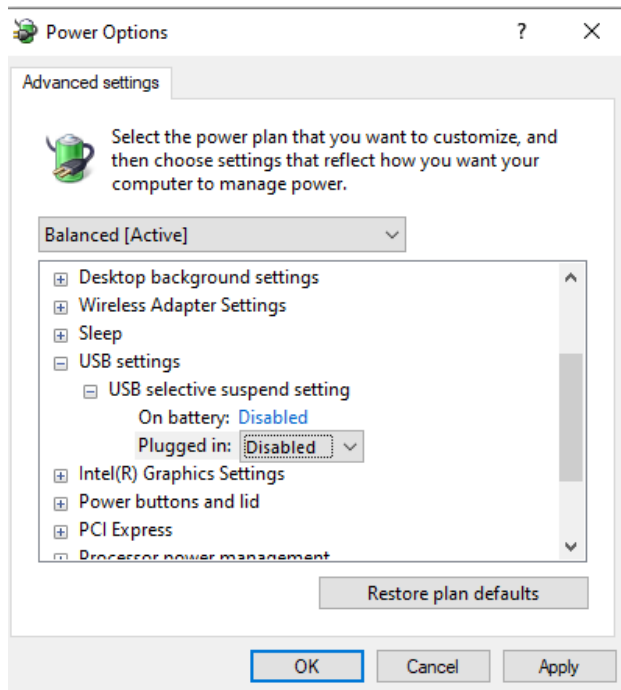 Power Options
Advanced settings
Select the power plan that you want to customize, and
then choose settings that reflect how you want your
computer to manage power.
Balanced [Active]
Desktop background settings
Wireless Adapter Settings
Sleep
USB settings
USB selective suspend setting
On battery: Disabled
Plugged in: Disabled
Intel(R) Graphics Settings
Power buttons and lid
PCI Express
Processor power management
Restore plan defaults
OK Cancel Apply